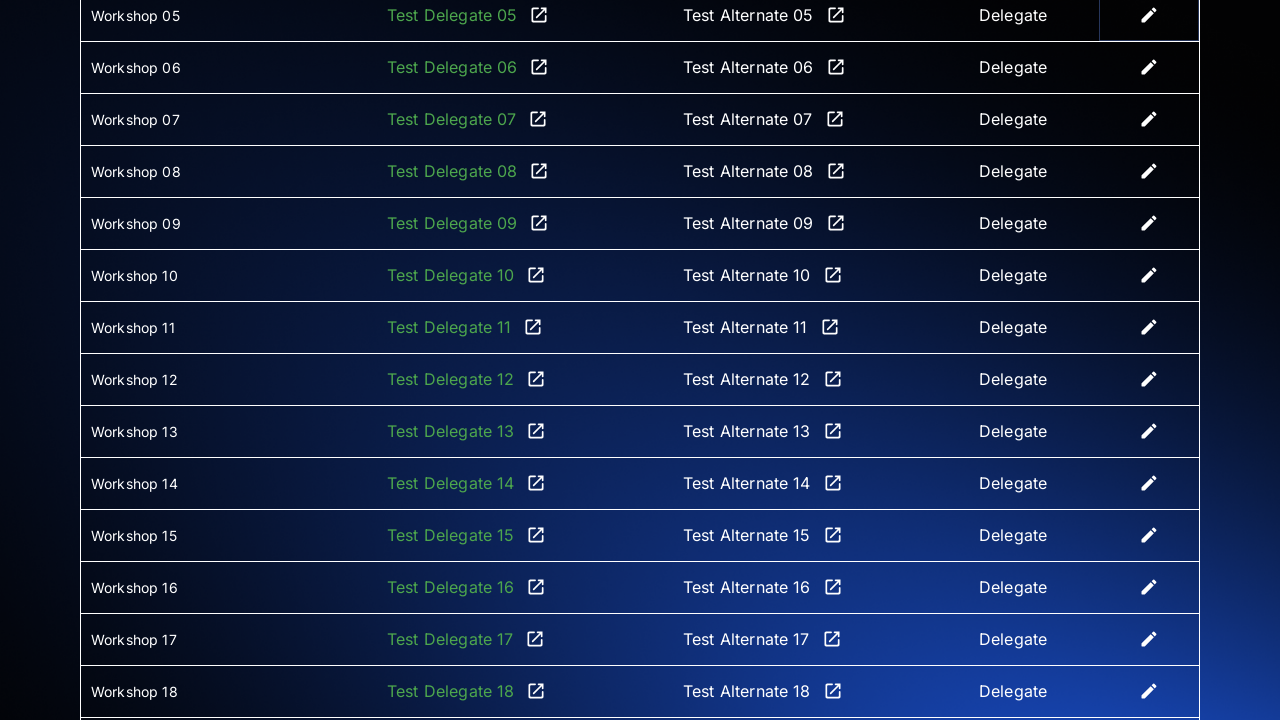 Workshop 05 Test Delegate 05 Test Alternate 05 Delegate
Workshop 06 Test Delegate 06 Test Alternate 06 Delegate
Workshop 07 Test Delegate 07 Test Alternate 07 Delegate
Workshop 08 Test Delegate 08 Test Alternate 08 Delegate
Workshop 09 Test Delegate 09 Test Alternate 09 Delegate
Workshop 10 Test Delegate 10 Test Alternate 10 Delegate
Workshop 11 Test Delegate 11 Test Alternate 11 Delegate
Workshop 12 Test Delegate 12 Test Alternate 12 Delegate
Workshop 13 Test Delegate 13 Test Alternate 13 Delegate
Workshop 14 Test Delegate 14 Test Alternate 14 Delegate
Workshop 15 Test Delegate 15 Test Alternate 15 Delegate
Workshop 16 Test Delegate 16 Test Alternate 16 Delegate
Workshop 17 Test Delegate 17 Test Alternate 17 Delegate
Workshop 18 Test Delegate 18 Test Alternate 18 Delegate